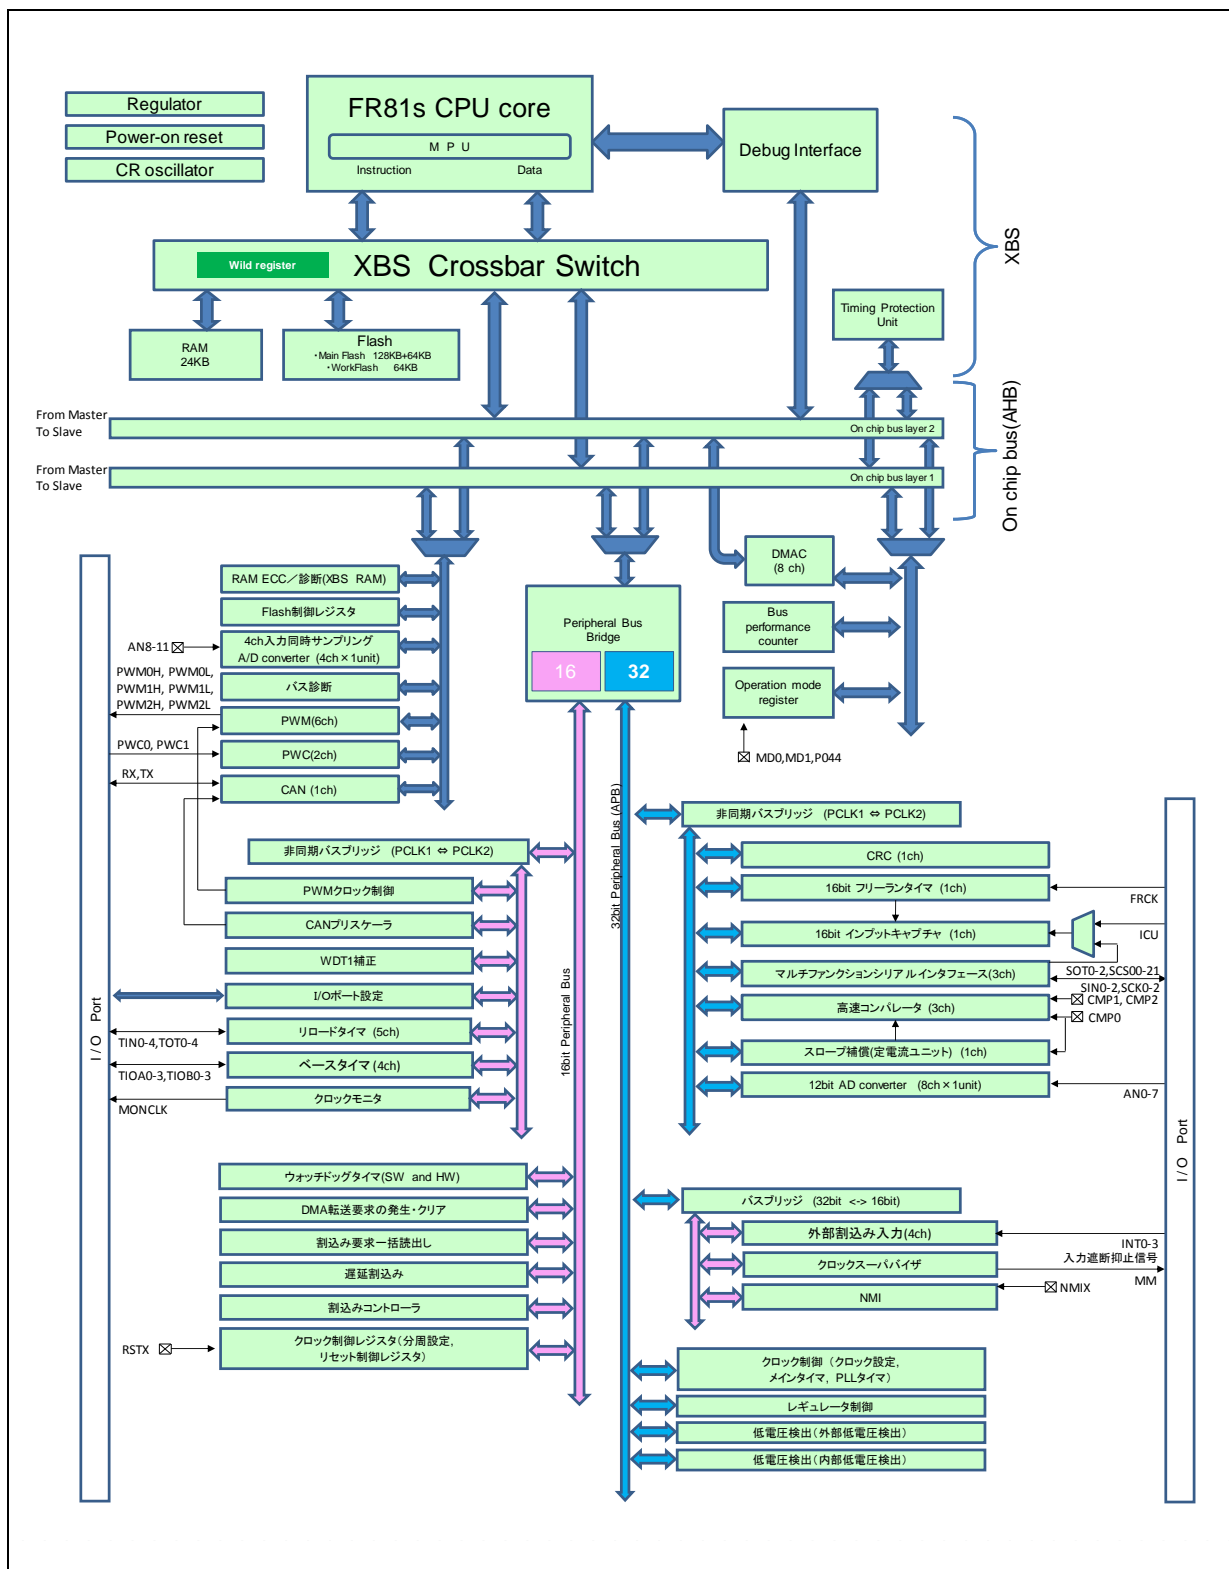 Regulator
Power-on reset
CR oscillator
FR81s CPU core
M P U
Instruction
Data
Debug Interface
XBS
Wild register
XBS Crossbar Switch
RAM
24KB
Flash
・Main Flash 128KB+64KB
・WorkFlash 64KB
Timing Protection
Unit
On chip bus(AHB)
From Master
To Slave
On chip bus layer 2
From Master
To Slave
On chip bus layer 1
RAM ECC／診断(XBS RAM)
Flash制御レジスタ
AN8-11
4ch入力同時サンプリング
A/D converter (4ch×1unit)
PWM0H, PWM0L,
PWM1H, PWM1L,
PWM2H, PWM2L
バス診断
PWM(6ch)
PWC0, PWC1
PWC(2ch)
RX,TX
CAN (1ch)
Peripheral Bus
Bridge
16
32
DMAC
(8 ch)
Bus
performance
counter
Operation mode
register
MD0,MD1,P044
非同期バスブリッジ (PCLK1 ⇔ PCLK2)
PWMクロック制御
CANプリスケーラ
WDT1補正
I/Oポート設定
リロードタイマ (5ch)
TIN0-4,TOT0-4
ベースタイマ (4ch)
TIOA0-3,TIOB0-3
クロックモニタ
MONCLK
I / O Port
16bit Peripheral Bus
32bit Peripheral Bus (APB)
非同期バスブリッジ (PCLK1 ⇔ PCLK2)
CRC (1ch)
16bit フリーランタイマ (1ch)
FRCK
16bit インプットキャプチャ (1ch)
ICU
マルチファンクションシリアルインタフェース(3ch)
SOT0-2,SCS00-21
SIN0-2,SCK0-2
高速コンパレータ (3ch)
CMP1, CMP2
CMP0
スロープ補償(定電流ユニット) (1ch)
12bit AD converter (8ch×1unit)
AN0-7
I / O Port
ウォッチドッグタイマ(SW and HW)
DMA転送要求の発生・クリア
割込み要求一括読出し
遅延割込み
割込みコントローラ
RSTX
クロック制御レジスタ(分周設定,
リセット制御レジスタ)
バスブリッジ (32bit <-> 16bit)
外部割込み入力(4ch)
INT0-3
入力遮断抑止信号
クロックスーパバイザ
MM
NMI
NMIX
クロック制御 (クロック設定,
メインタイマ, PLLタイマ)
レギュレータ制御
低電圧検出(外部低電圧検出)
低電圧検出(内部低電圧検出)